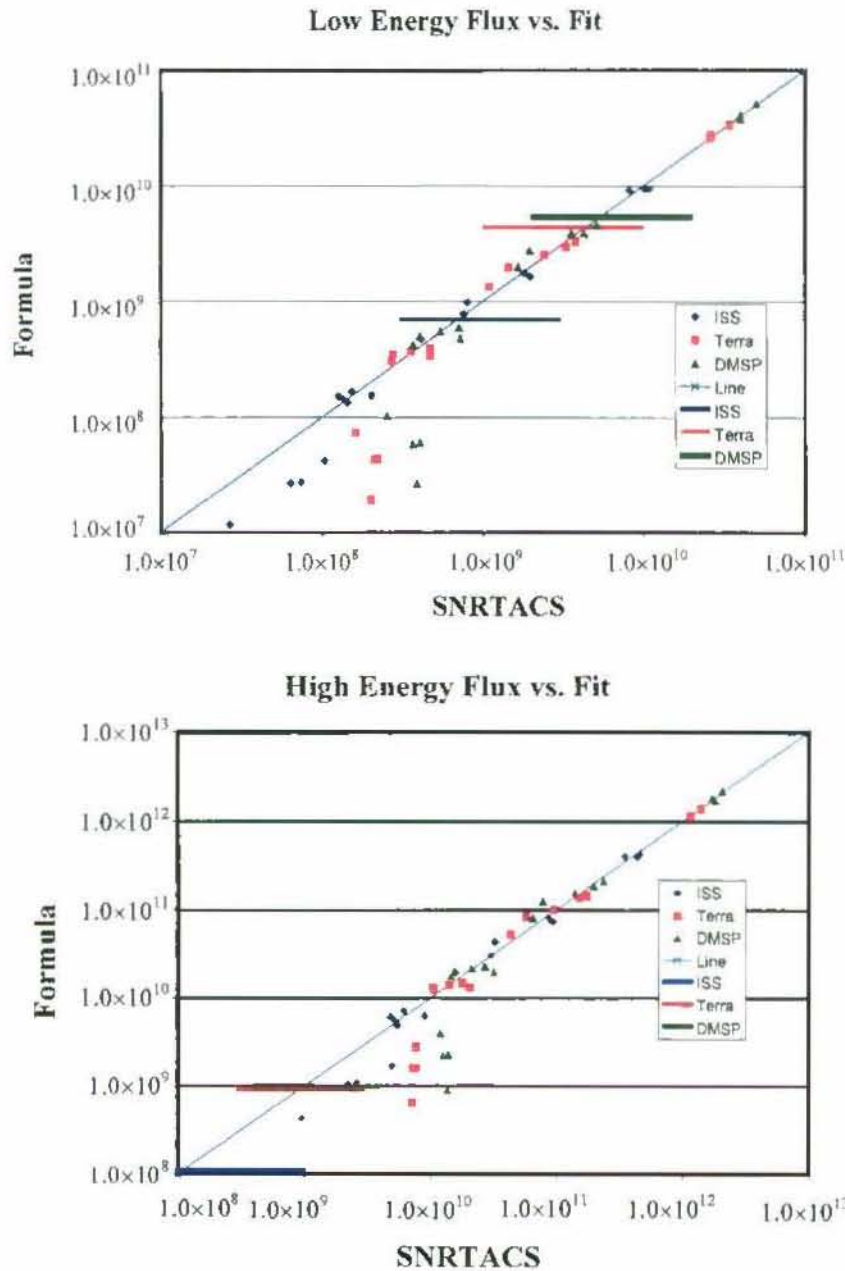 Low Energy Flux vs. Fit
1.0×10¹¹
1.0×10¹⁰
1.0×10⁹
1.0×10⁸
1.0×10⁷
Formula
ISS
Terra
DMSP
Line
ISS
Terra
DMSP
1.0×10⁷ 1.0×10⁸ 1.0×10⁹ 1.0×10¹⁰ 1.0×10¹¹
SNRTACS
High Energy Flux vs. Fit
1.0×10¹³
1.0×10¹²
1.0×10¹¹
1.0×10¹⁰
1.0×10⁹
1.0×10⁸
Formula
ISS
Terra
DMSP
Line
ISS
Terra
DMSP
1.0×10⁸ 1.0×10⁹ 1.0×10¹⁰ 1.0×10¹¹ 1.0×10¹² 1.0×10¹³
SNRTACS